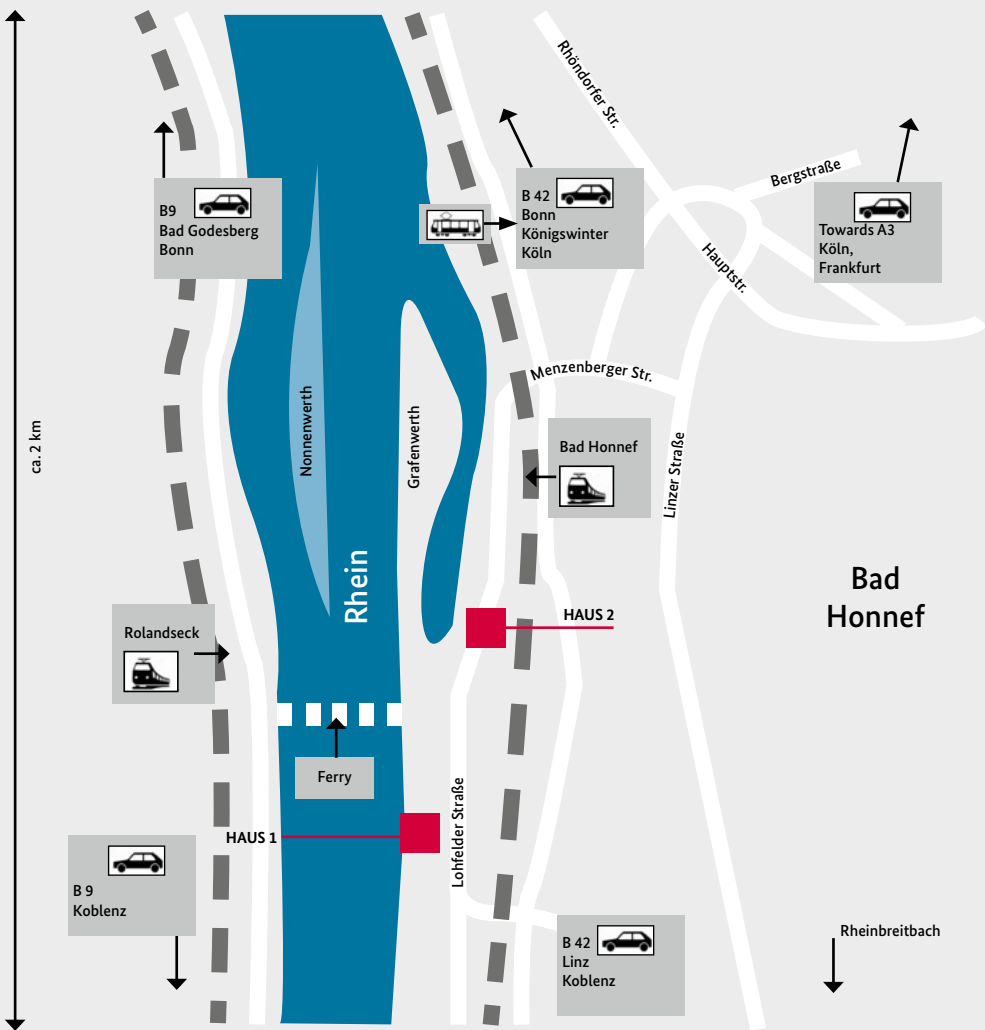 Rhöndorfer Str.
Bergstraße
B9
Bad Godesberg
Bonn
B 42
Bonn
Königswinter
Köln
Towards A3
Köln,
Frankfurt
Hauptstr.
Menzenberger Str.
ca. 2 km
Nonnenwerth
Grafenwerth
Bad Honnef
Linzer Straße
Rhein
Bad
Honnef
HAUS 2
Rolandseck
Ferry
HAUS 1
Lohfelder Straße
B 9
Koblenz
B 42
Linz
Koblenz
Rheinbreitbach